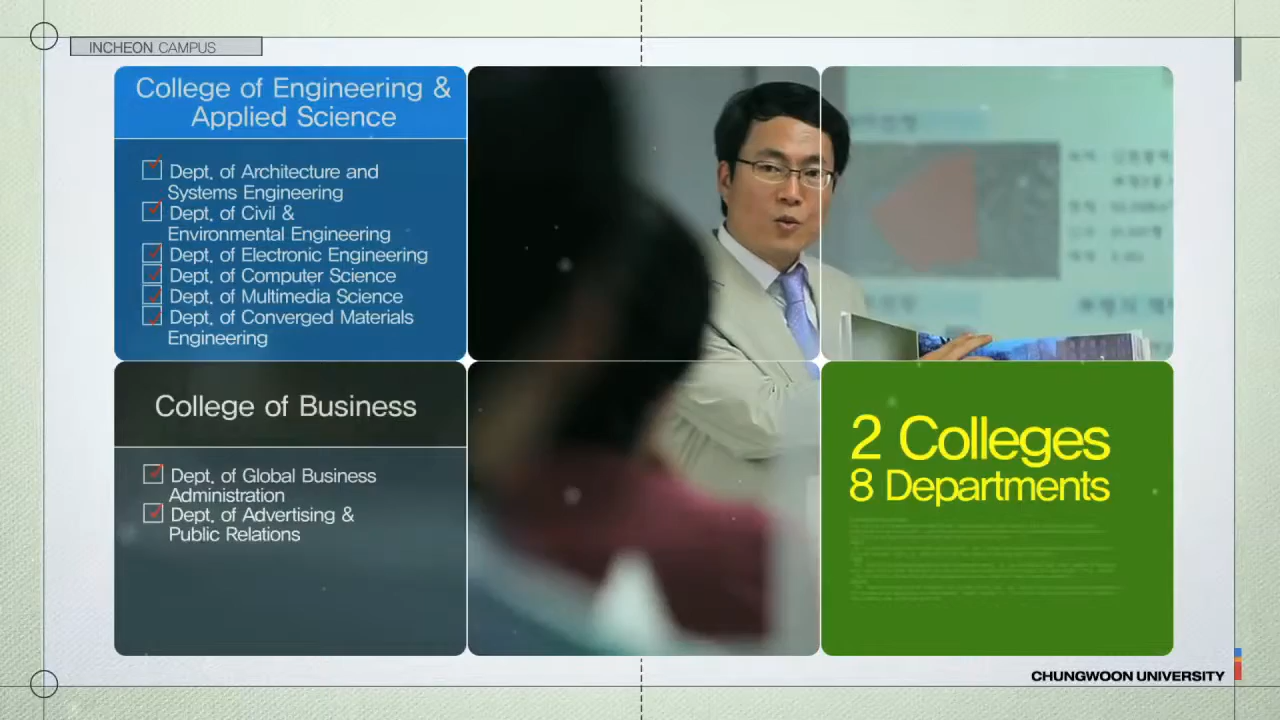 INCHEON CAMPUS
College of Engineering &
Applied Science
Dept. of Architecture and
Systems Engineering
Dept. of Civil &
Environmental Engineering
Dept. of Electronic Engineering
Dept. of Computer Science
Dept. of Multimedia Science
Dept. of Converged Materials
Engineering
College of Business
Dept. of Global Business
Administration
Dept. of Advertising &
Public Relations
2 Colleges
8 Departments
CHUNGWOON UNIVERSITY